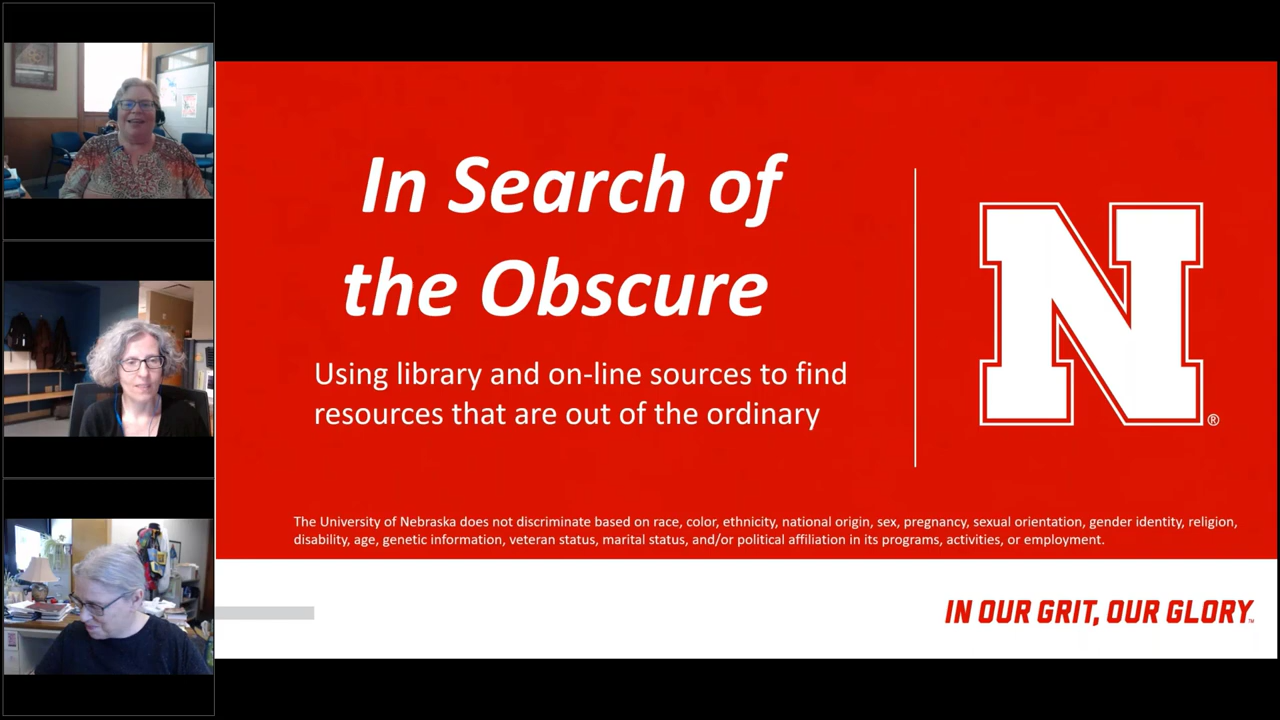 In Search of
the Obscure
Using library and on-line sources to find
resources that are out of the ordinary
N®
The University of Nebraska does not discriminate based on race, color, ethnicity, national origin, sex, pregnancy, sexual orientation, gender identity, religion,
disability, age, genetic information, veteran status, marital status, and/or political affiliation in its programs, activities, or employment.
IN OUR GRIT, OUR GLORY™